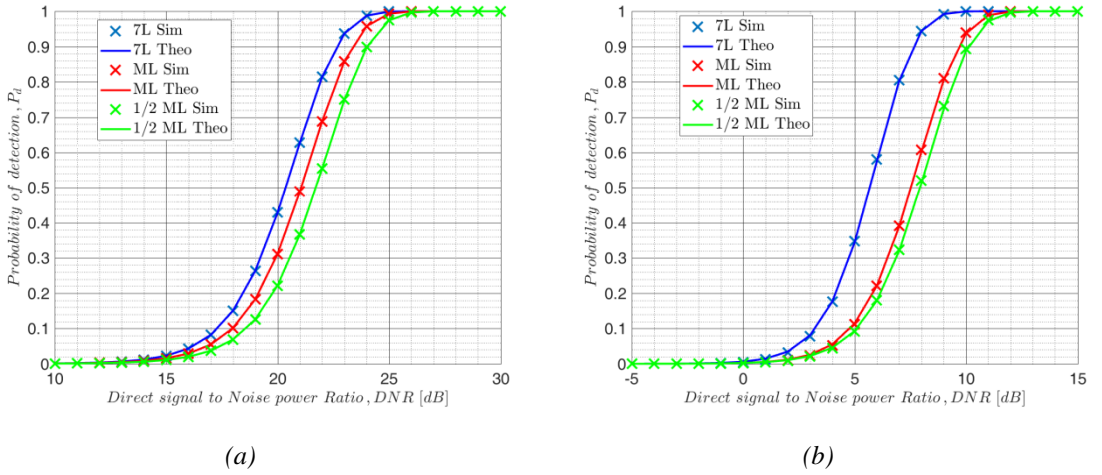 1
0.9
0.8
0.7
0.6
0.5
0.4
0.3
0.2
0.1
0
Probability of detection, P_d
7L Sim
7L Theo
ML Sim
ML Theo
1/2 ML Sim
1/2 ML Theo
10 15 20 25 30
Direct signal to Noise power Ratio, DNR [dB]
(a)
1
0.9
0.8
0.7
0.6
0.5
0.4
0.3
0.2
0.1
0
Probability of detection, P_d
7L Sim
7L Theo
ML Sim
ML Theo
1/2 ML Sim
1/2 ML Theo
-5 0 5 10 15
Direct signal to Noise power Ratio, DNR [dB]
(b)